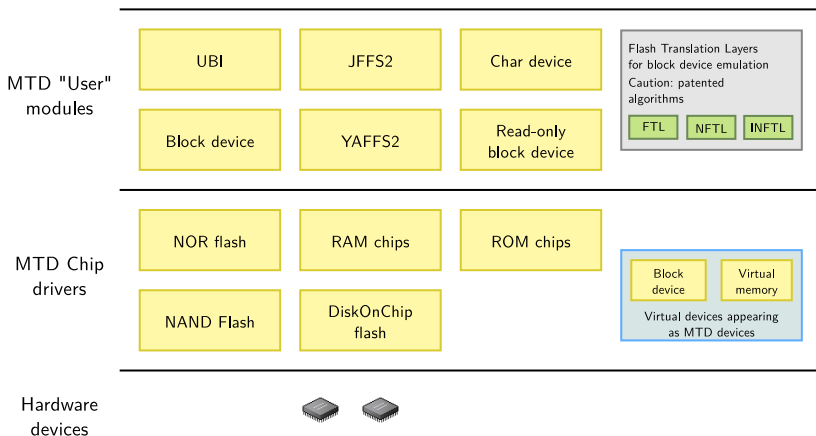 MTD "User"
modules
UBI
JFFS2
Char device
Block device
YAFFS2
Read-only
block device
Flash Translation Layers
for block device emulation
Caution: patented
algorithms
FTL
NFTL
INFTL
MTD Chip
drivers
NOR flash
RAM chips
ROM chips
NAND Flash
DiskOnChip
flash
Block
device
Virtual
memory
Virtual devices appearing
as MTD devices
Hardware
devices